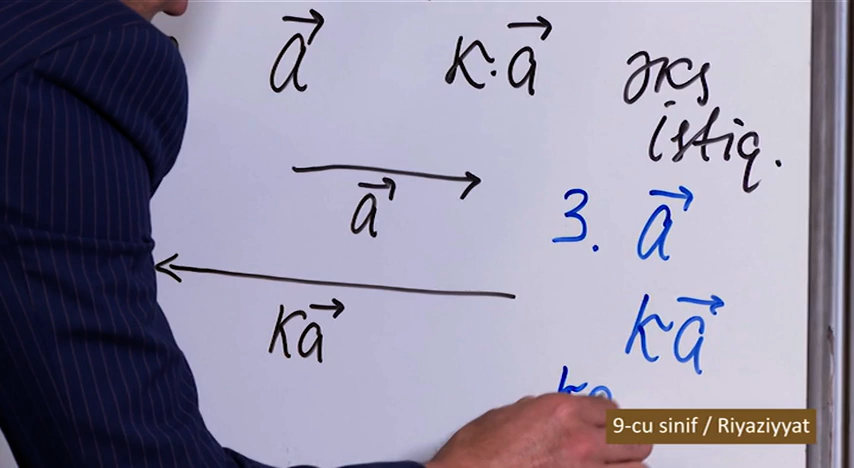 a⃗ k·a⃗ əks
istiq.
a⃗
3. a⃗
ka⃗
ka⃗
9-cu sinif / Riyaziyyat